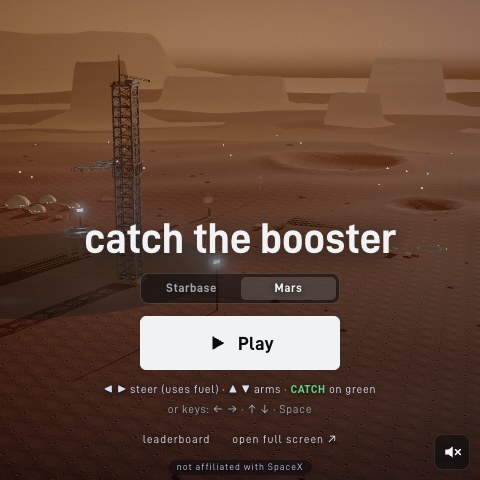 catch the booster
Starbase Mars
▶ Play
◀ ▶ steer (uses fuel) · ▲ ▼ arms · CATCH on green
or keys: ← → · ↑ ↓ · Space
leaderboard open full screen ↗
not affiliated with SpaceX